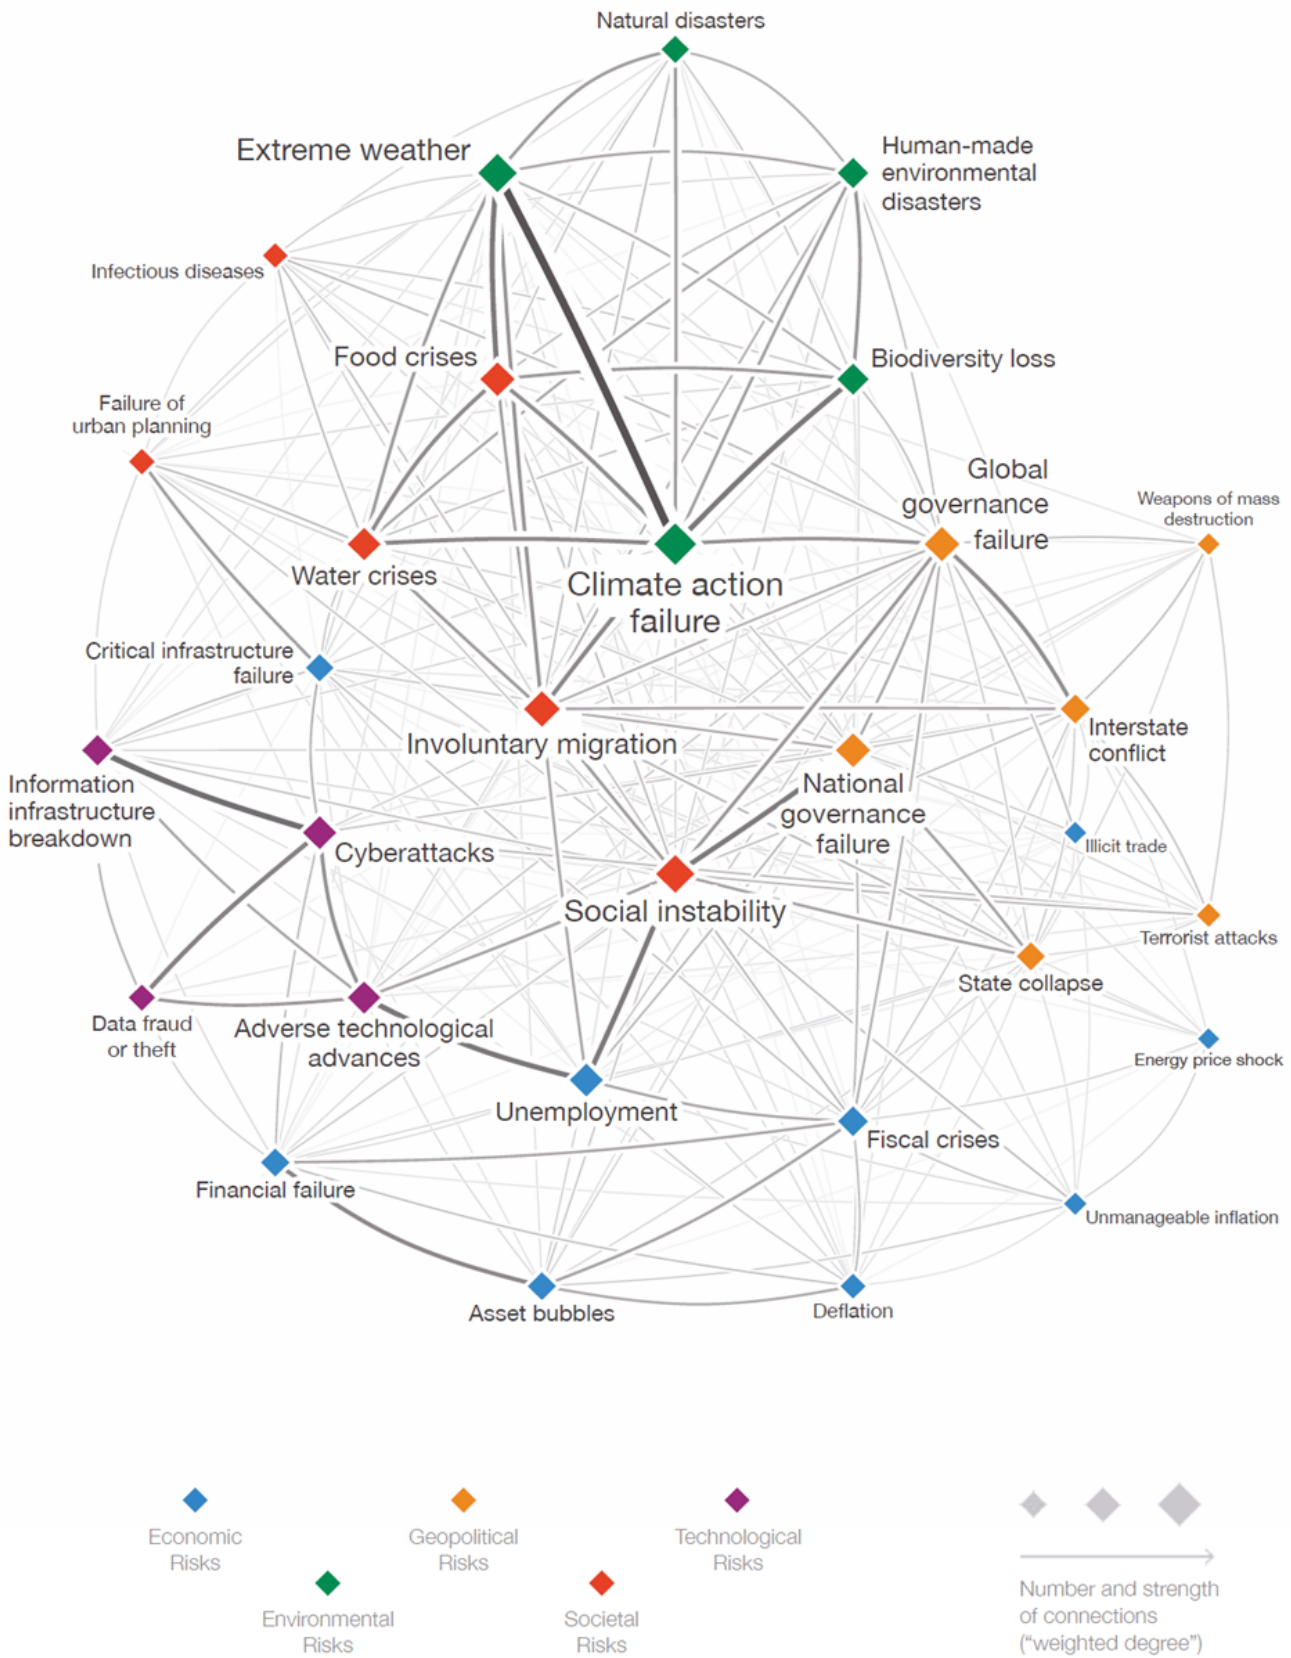 Natural disasters
Extreme weather
Human-made
environmental
disasters
Infectious diseases
Food crises
Biodiversity loss
Failure of
urban planning
Global
governance
failure
Weapons of mass
destruction
Water crises
Climate action
failure
Critical infrastructure
failure
Involuntary migration
Interstate
conflict
Information
infrastructure
breakdown
National
governance
failure
Cyberattacks
Illicit trade
Social instability
Terrorist attacks
State collapse
Data fraud
or theft
Adverse technological
advances
Energy price shock
Unemployment
Fiscal crises
Financial failure
Unmanageable inflation
Asset bubbles
Deflation
Economic
Risks
Geopolitical
Risks
Technological
Risks
Environmental
Risks
Societal
Risks
Number and strength
of connections
(“weighted degree”)